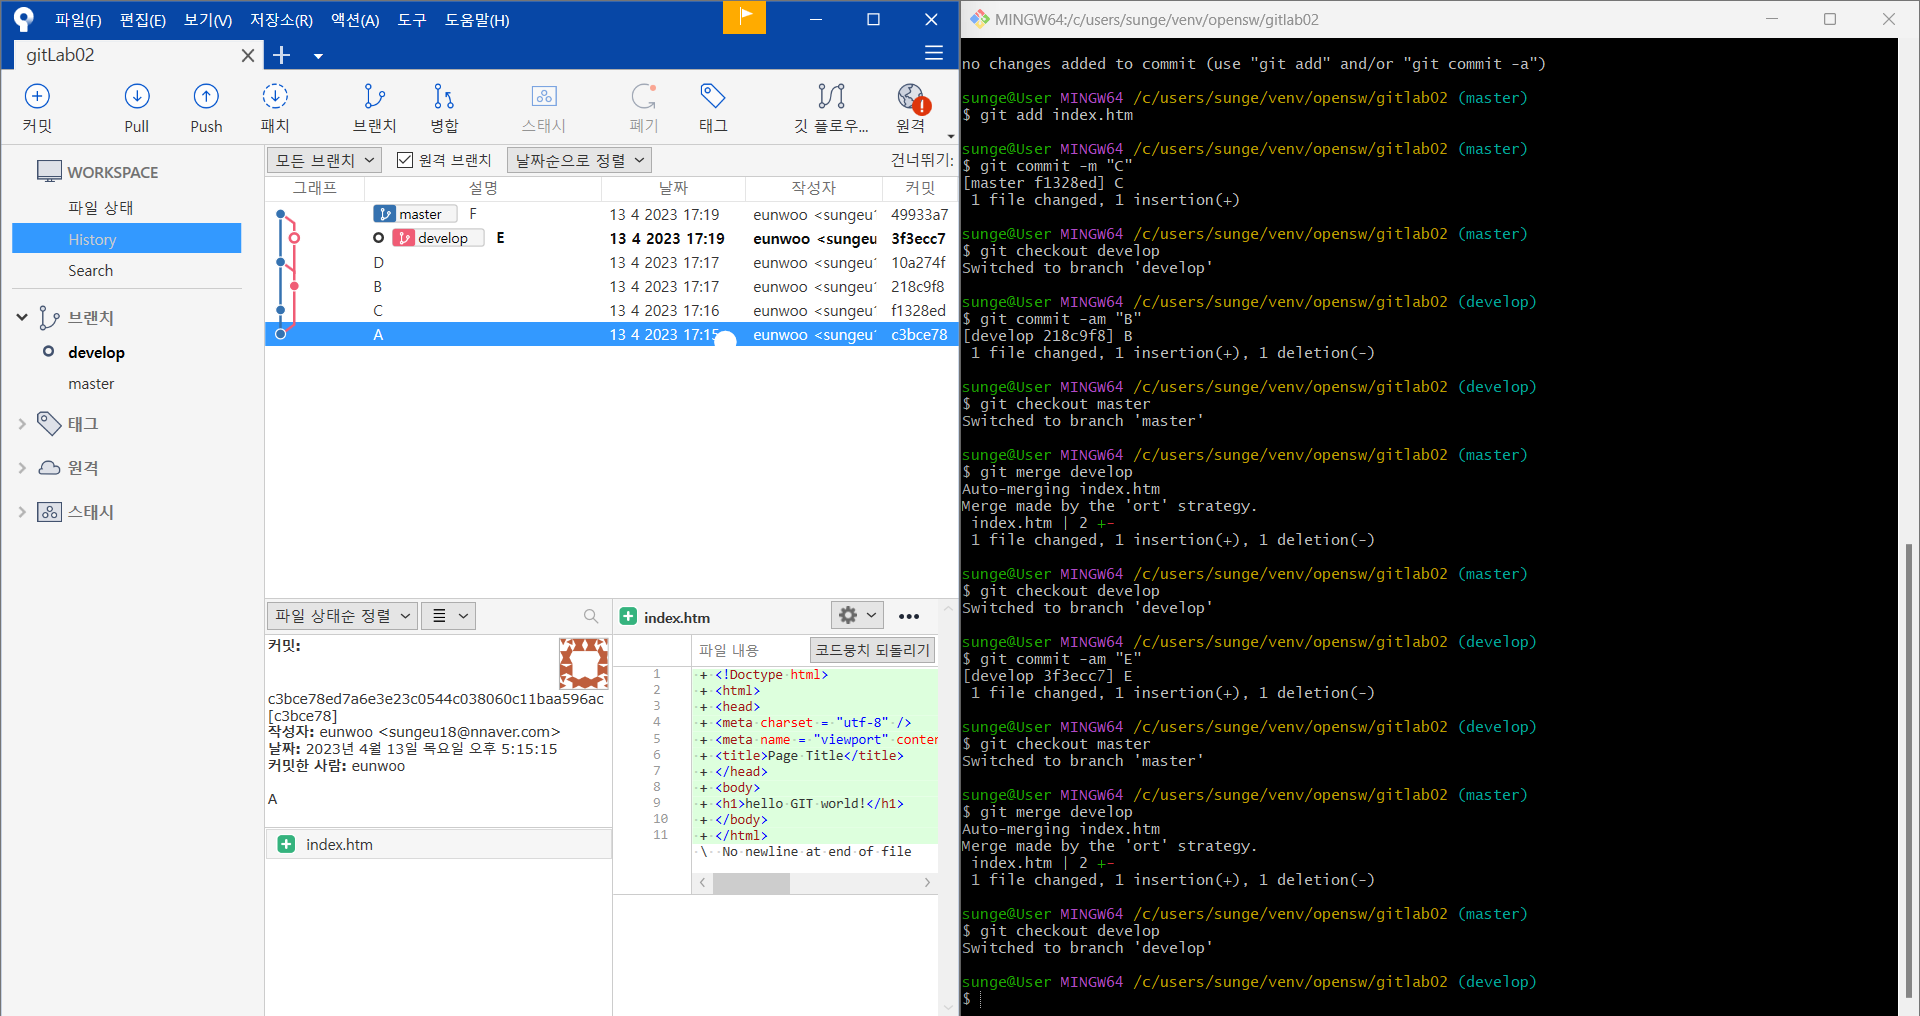 파일(F) 편집(E) 보기(V) 저장소(R) 액션(A) 도구 도움말(H)
gitLab02
커밋 Pull Push 패치 브랜치 병합 스태시 폐기 태그 깃 플로우... 원격
WORKSPACE
파일 상태
History
Search
브랜치
develop
master
태그
원격
스태시
모든 브랜치 원격 브랜치 날짜순으로 정렬 건너뛰기:
그래프 설명 날짜 작성자 커밋
master F 13 4 2023 17:19 eunwoo <sungeu1 49933a7
develop E 13 4 2023 17:19 eunwoo <sungeu 3f3ecc7
D 13 4 2023 17:17 eunwoo <sungeu1 10a274f
B 13 4 2023 17:17 eunwoo <sungeu1 218c9f8
C 13 4 2023 17:16 eunwoo <sungeu1 f1328ed
A 13 4 2023 17:15 eunwoo <sungeu1 c3bce78
파일 상태순 정렬
커밋:
c3bce78ed7a6e3e23c0544c038060c11baa596ac
[c3bce78]
작성자: eunwoo <sungeu18@nnaver.com>
날짜: 2023년 4월 13일 목요일 오후 5:15:15
커밋한 사람: eunwoo
A
index.htm
index.htm
파일 내용 코드뭉치 되돌리기
1 + <!Doctype html>
2 + <html>
3 + <head>
4 + <meta charset = "utf-8" />
5 + <meta name = "viewport" conter
6 + <title>Page Title</title>
7 + </head>
8 + <body>
9 + <h1>hello GIT world!</h1>
10 + </body>
11 + </html>
\ No newline at end of file
MINGW64:/c/users/sunge/venv/opensw/gitlab02
no changes added to commit (use "git add" and/or "git commit -a")
sunge@User MINGW64 /c/users/sunge/venv/opensw/gitlab02 (master)
$ git add index.htm
sunge@User MINGW64 /c/users/sunge/venv/opensw/gitlab02 (master)
$ git commit -m "C"
[master f1328ed] C
1 file changed, 1 insertion(+)
sunge@User MINGW64 /c/users/sunge/venv/opensw/gitlab02 (master)
$ git checkout develop
Switched to branch 'develop'
sunge@User MINGW64 /c/users/sunge/venv/opensw/gitlab02 (develop)
$ git commit -am "B"
[develop 218c9f8] B
1 file changed, 1 insertion(+), 1 deletion(-)
sunge@User MINGW64 /c/users/sunge/venv/opensw/gitlab02 (develop)
$ git checkout master
Switched to branch 'master'
sunge@User MINGW64 /c/users/sunge/venv/opensw/gitlab02 (master)
$ git merge develop
Auto-merging index.htm
Merge made by the 'ort' strategy.
index.htm | 2 +-
1 file changed, 1 insertion(+), 1 deletion(-)
sunge@User MINGW64 /c/users/sunge/venv/opensw/gitlab02 (master)
$ git checkout develop
Switched to branch 'develop'
sunge@User MINGW64 /c/users/sunge/venv/opensw/gitlab02 (develop)
$ git commit -am "E"
[develop 3f3ecc7] E
1 file changed, 1 insertion(+), 1 deletion(-)
sunge@User MINGW64 /c/users/sunge/venv/opensw/gitlab02 (develop)
$ git checkout master
Switched to branch 'master'
sunge@User MINGW64 /c/users/sunge/venv/opensw/gitlab02 (master)
$ git merge develop
Auto-merging index.htm
Merge made by the 'ort' strategy.
index.htm | 2 +-
1 file changed, 1 insertion(+), 1 deletion(-)
sunge@User MINGW64 /c/users/sunge/venv/opensw/gitlab02 (master)
$ git checkout develop
Switched to branch 'develop'
sunge@User MINGW64 /c/users/sunge/venv/opensw/gitlab02 (develop)
$